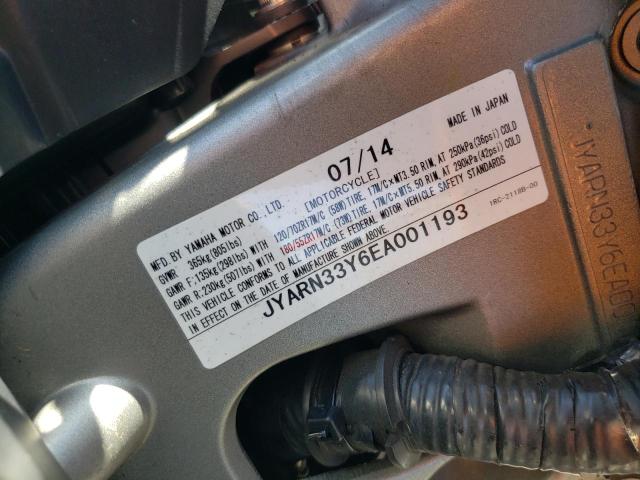 MFD.BY YAMAHA MOTOR CO.,LTD. 07/14 MADE IN JAPAN
GVWR 365kg(805lbs) [MOTORCYCLE]
GAWR F:135kg(298lbs) WITH 120/70ZR17M/C (58W)TIRE, 17M/C×MT3.50 RIM, AT 250kPa(36psi) COLD
GAWR R:230kg(507lbs) WITH 180/55ZR17M/C (73W)TIRE, 17M/C×MT5.50 RIM, AT 290kPa(42psi) COLD
THIS VEHICLE CONFORMS TO ALL APPLICABLE FEDERAL MOTOR VEHICLE SAFETY STANDARDS
IN EFFECT ON THE DATE OF MANUFACTURE SHOWN ABOVE. 1RC-2118B-00
JYARN33Y6EA001193
JYARN33Y6EA00